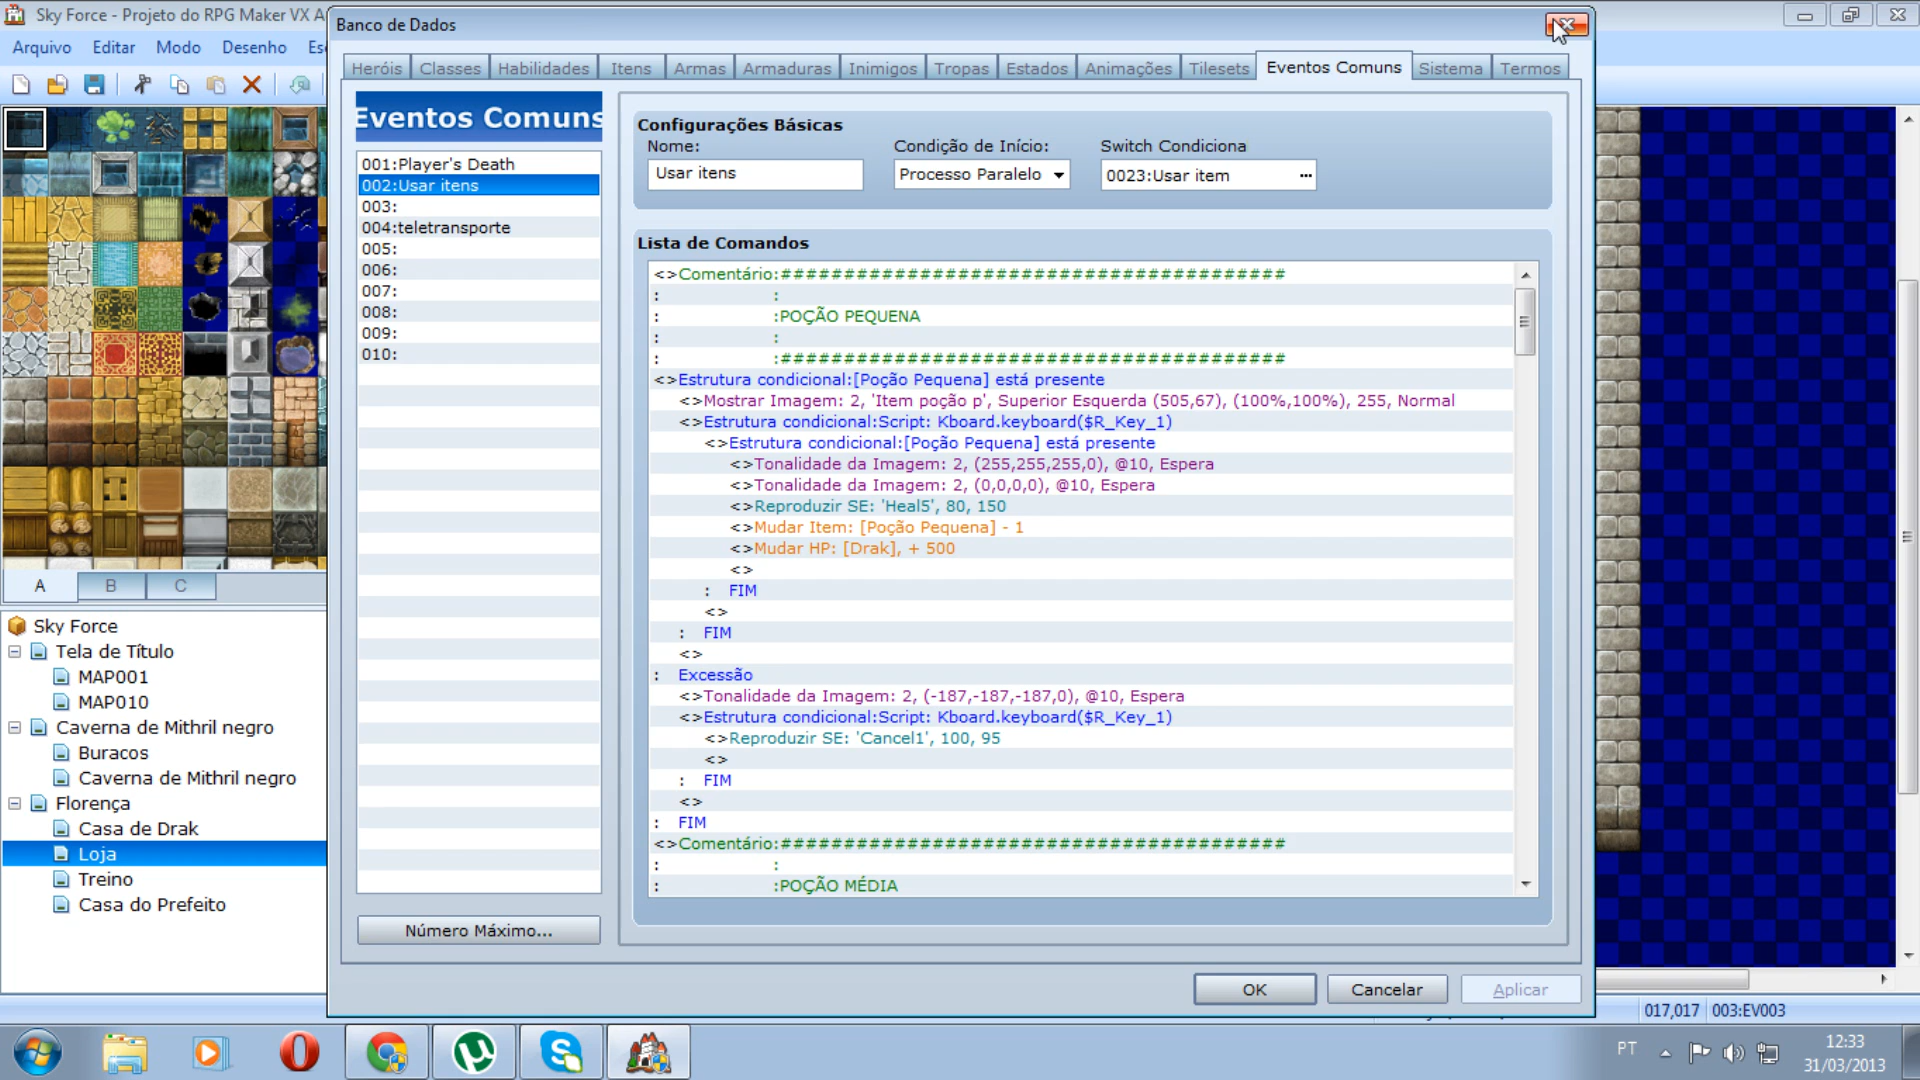 Sky Force - Projeto do RPG Maker VX A
Banco de Dados
Arquivo Editar Modo Desenho Es
Heróis Classes Habilidades Itens Armas Armaduras Inimigos Tropas Estados Animações Tilesets Eventos Comuns Sistema Termos
Eventos Comuns
001:Player's Death
002:Usar itens
003:
004:teletransporte
005:
006:
007:
008:
009:
010:
Número Máximo...
Configurações Básicas
Nome: Condição de Início: Switch Condiciona
Usar itens Processo Paralelo 0023:Usar item ...
Lista de Comandos
<>Comentário:########################################
: :
: :POÇÃO PEQUENA
: :
: :########################################
<>Estrutura condicional:[Poção Pequena] está presente
<>Mostrar Imagem: 2, 'Item poção p', Superior Esquerda (505,67), (100%,100%), 255, Normal
<>Estrutura condicional:Script: Kboard.keyboard($R_Key_1)
<>Estrutura condicional:[Poção Pequena] está presente
<>Tonalidade da Imagem: 2, (255,255,255,0), @10, Espera
<>Tonalidade da Imagem: 2, (0,0,0,0), @10, Espera
<>Reproduzir SE: 'Heal5', 80, 150
<>Mudar Item: [Poção Pequena] - 1
<>Mudar HP: [Drak], + 500
<>
: FIM
<>
: FIM
<>
: Excessão
<>Tonalidade da Imagem: 2, (-187,-187,-187,0), @10, Espera
<>Estrutura condicional:Script: Kboard.keyboard($R_Key_1)
<>Reproduzir SE: 'Cancel1', 100, 95
<>
: FIM
<>
: FIM
<>Comentário:########################################
: :
: :POÇÃO MÉDIA
OK Cancelar Aplicar
A B C
Sky Force
Tela de Título
MAP001
MAP010
Caverna de Mithril negro
Buracos
Caverna de Mithril negro
Florença
Casa de Drak
Loja
Treino
Casa do Prefeito
017,017 003:EV003
PT
12:33
31/03/2013